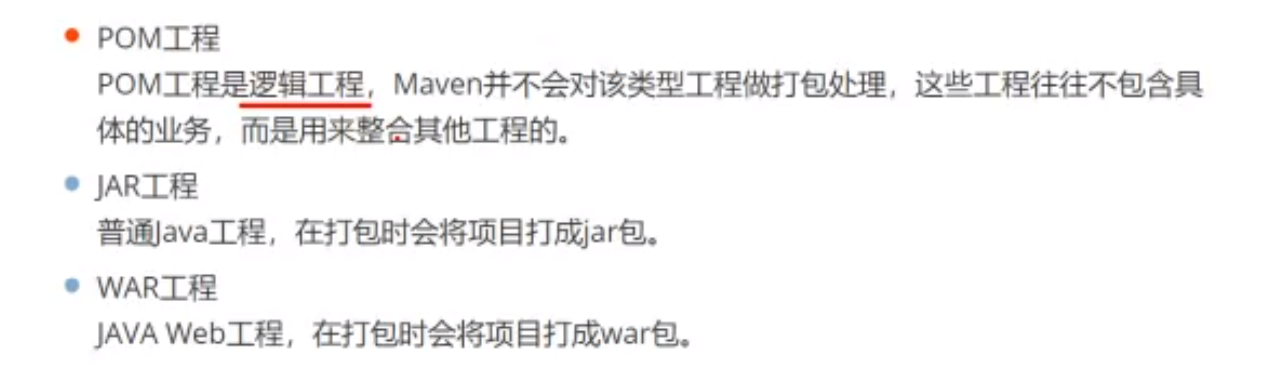 POM工程
POM工程是逻辑工程，Maven并不会对该类型工程做打包处理，这些工程往往不包含具
体的业务，而是用来整合其他工程的。
JAR工程
普通Java工程，在打包时会将项目打成jar包。
WAR工程
JAVA Web工程，在打包时会将项目打成war包。